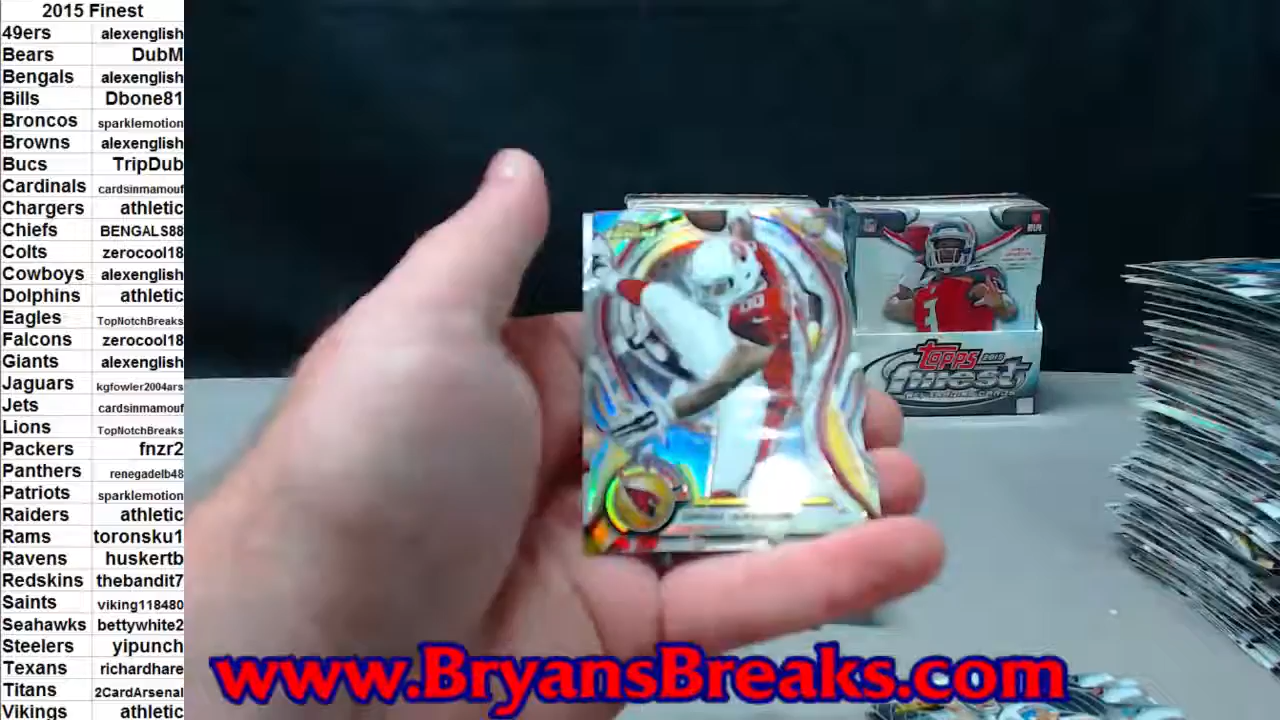 2015 Finest
49ers alexenglish
Bears DubM
Bengals alexenglish
Bills Dbone81
Broncos sparklemotion
Browns alexenglish
Bucs TripDub
Cardinals cardsinmamouf
Chargers athletic
Chiefs BENGALS88
Colts zerocool18
Cowboys alexenglish
Dolphins athletic
Eagles TopNotchBreaks
Falcons zerocool18
Giants alexenglish
Jaguars kgfowler2004ars
Jets cardsinmamouf
Lions TopNotchBreaks
Packers fnzr2
Panthers renegadelb48
Patriots sparklemotion
Raiders athletic
Rams toronsku1
Ravens huskertb
Redskins thebandit7
Saints viking118480
Seahawks bettywhite2
Steelers yipunch
Texans richardhare
Titans 2CardArsenal
Vikings athletic
3
TOPPS 2015
finest
www.BryansBreaks.com